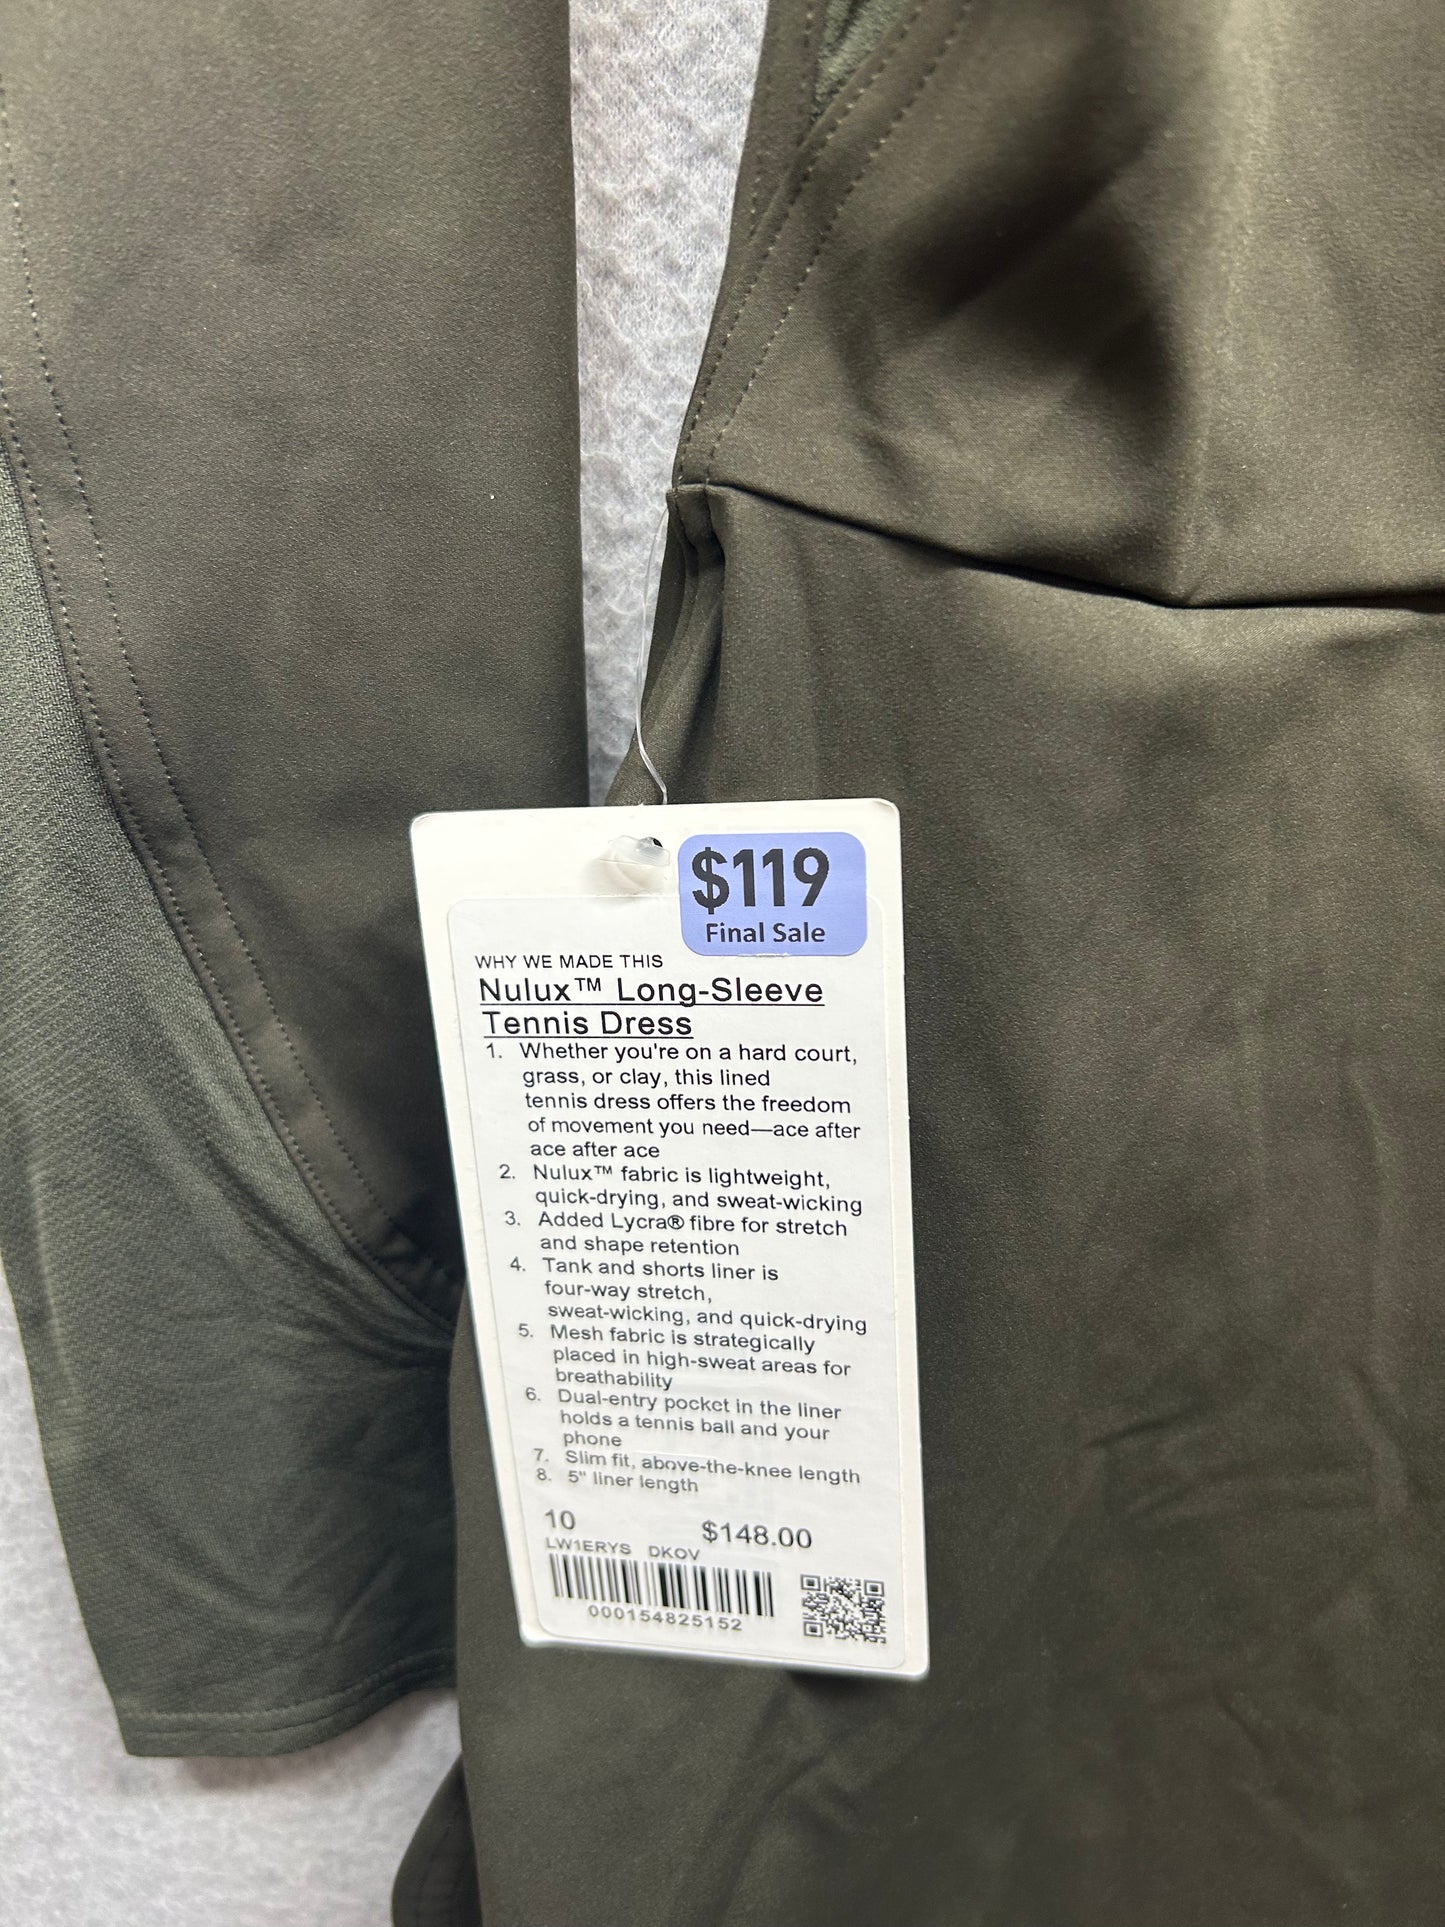 $119
Final Sale
WHY WE MADE THIS
Nulux™ Long-Sleeve
Tennis Dress
1. Whether you're on a hard court,
grass, or clay, this lined
tennis dress offers the freedom
of movement you need—ace after
ace after ace
2. Nulux™ fabric is lightweight,
quick-drying, and sweat-wicking
3. Added Lycra® fibre for stretch
and shape retention
4. Tank and shorts liner is
four-way stretch,
sweat-wicking, and quick-drying
5. Mesh fabric is strategically
placed in high-sweat areas for
breathability
6. Dual-entry pocket in the liner
holds a tennis ball and your
phone
7. Slim fit, above-the-knee length
8. 5" liner length
10 $148.00
LW1ERYS DKOV
000154825152